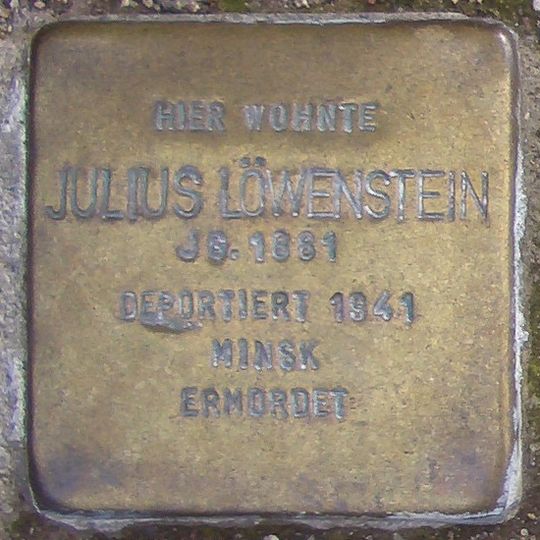 HIER WOHNTE
JULIUS LÖWENSTEIN
JG. 1881
DEPORTIERT 1941
MINSK
ERMORDET